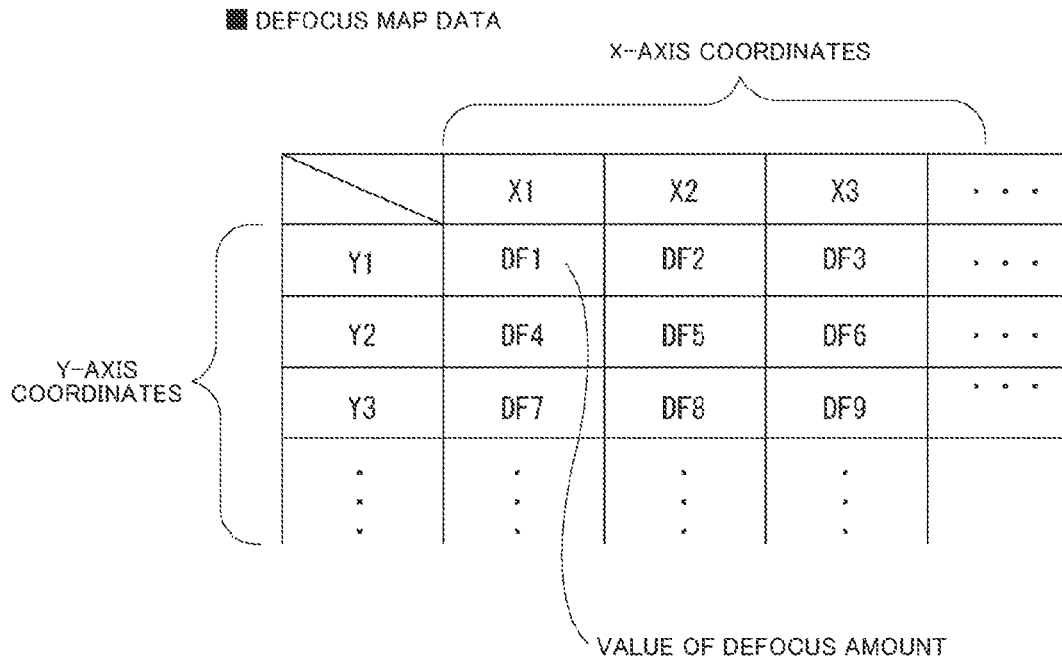 ■ DEFOCUS MAP DATA
X-AXIS COORDINATES
X1 X2 X3 ...
Y1 DF1 DF2 DF3 ...
Y2 DF4 DF5 DF6 ...
Y3 DF7 DF8 DF9 ...
Y-AXIS
COORDINATES
VALUE OF DEFOCUS AMOUNT